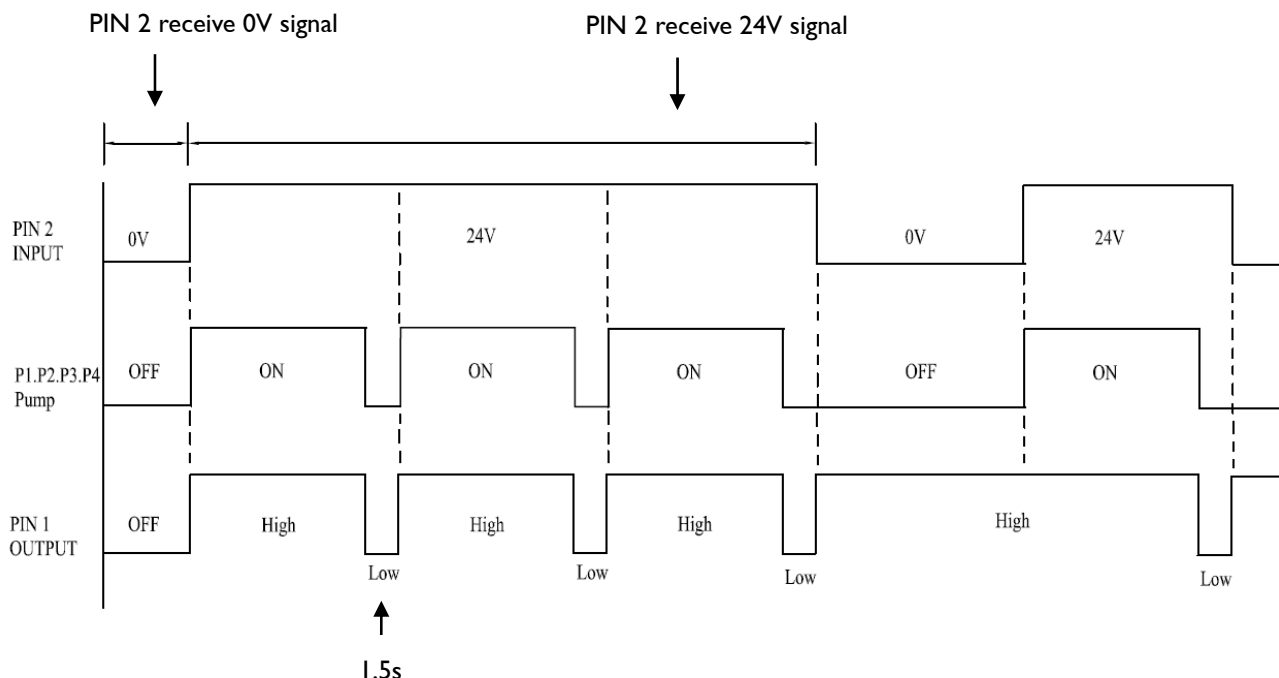 PIN 2 receive 0V signal
PIN 2 receive 24V signal
PIN 2
INPUT
0V
24V
0V
24V
P1.P2.P3.P4
Pump
OFF
ON
ON
ON
OFF
ON
PIN 1
OUTPUT
OFF
High
High
High
High
Low
Low
Low
Low
1.5s